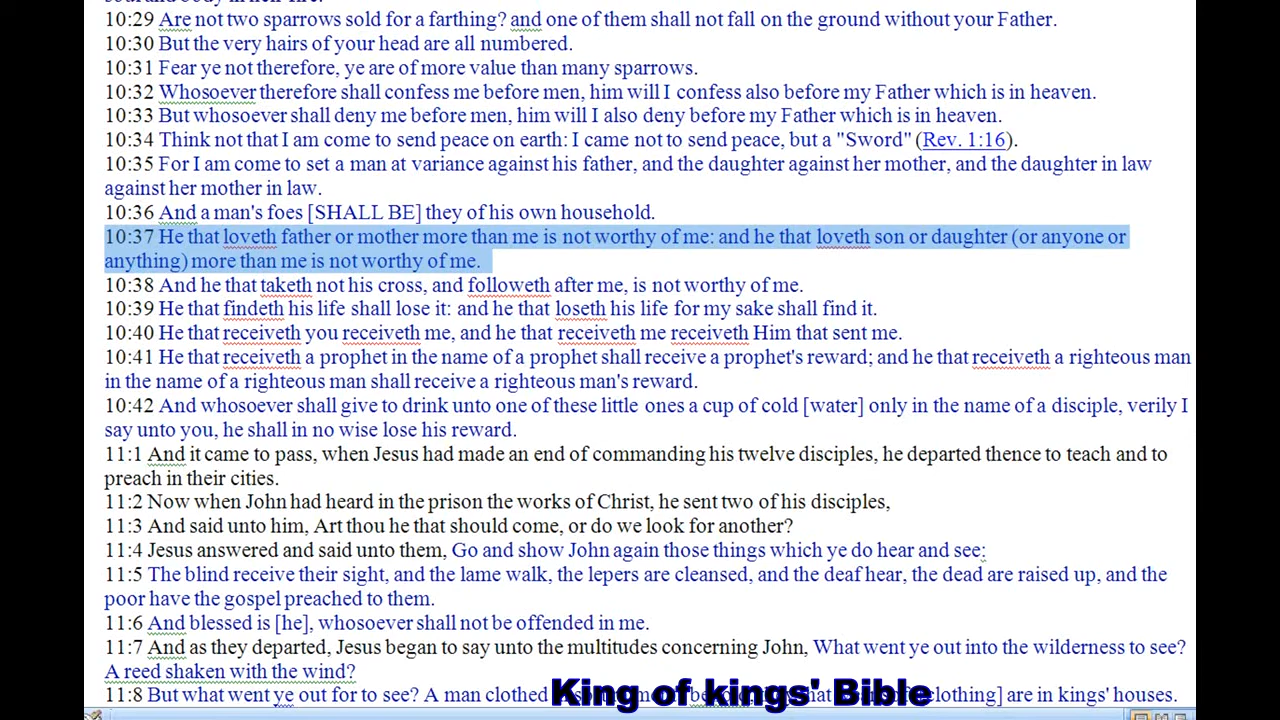 10:29 Are not two sparrows sold for a farthing? and one of them shall not fall on the ground without your Father.
10:30 But the very hairs of your head are all numbered.
10:31 Fear ye not therefore, ye are of more value than many sparrows.
10:32 Whosoever therefore shall confess me before men, him will I confess also before my Father which is in heaven.
10:33 But whosoever shall deny me before men, him will I also deny before my Father which is in heaven.
10:34 Think not that I am come to send peace on earth: I came not to send peace, but a "Sword" (Rev. 1:16).
10:35 For I am come to set a man at variance against his father, and the daughter against her mother, and the daughter in law
against her mother in law.
10:36 And a man's foes [SHALL BE] they of his own household.
10:37 He that loveth father or mother more than me is not worthy of me: and he that loveth son or daughter (or anyone or
anything) more than me is not worthy of me.
10:38 And he that taketh not his cross, and followeth after me, is not worthy of me.
10:39 He that findeth his life shall lose it: and he that loseth his life for my sake shall find it.
10:40 He that receiveth you receiveth me, and he that receiveth me receiveth Him that sent me.
10:41 He that receiveth a prophet in the name of a prophet shall receive a prophet's reward; and he that receiveth a righteous man
in the name of a righteous man shall receive a righteous man's reward.
10:42 And whosoever shall give to drink unto one of these little ones a cup of cold [water] only in the name of a disciple, verily I
say unto you, he shall in no wise lose his reward.
11:1 And it came to pass, when Jesus had made an end of commanding his twelve disciples, he departed thence to teach and to
preach in their cities.
11:2 Now when John had heard in the prison the works of Christ, he sent two of his disciples,
11:3 And said unto him, Art thou he that should come, or do we look for another?
11:4 Jesus answered and said unto them, Go and show John again those things which ye do hear and see:
11:5 The blind receive their sight, and the lame walk, the lepers are cleansed, and the deaf hear, the dead are raised up, and the
poor have the gospel preached to them.
11:6 And blessed is [he], whosoever shall not be offended in me.
11:7 And as they departed, Jesus began to say unto the multitudes concerning John, What went ye out into the wilderness to see?
A reed shaken with the wind?
11:8 But what went ye out for to see? A man clothed clothing] are in kings' houses.
King of kings' Bible